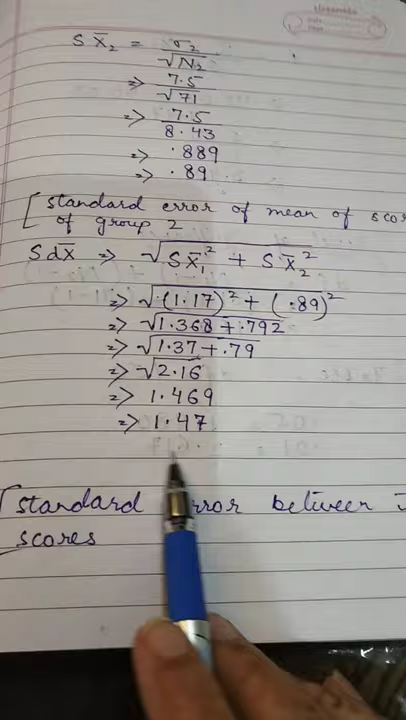 S x̄₂ = σ₂/√N₂
=> 7.5/√71
=> 7.5/8.43
=> .889
=> .89
[Standard error of mean of scor
of group 2
S dx̄ => √Sx̄₁² + Sx̄₂²
=> √(1.17)² + (.89)²
=> √1.368 + .792
=> √1.37 + .79
=> √2.16
=> 1.469
=> 1.47
[standard error between
scores